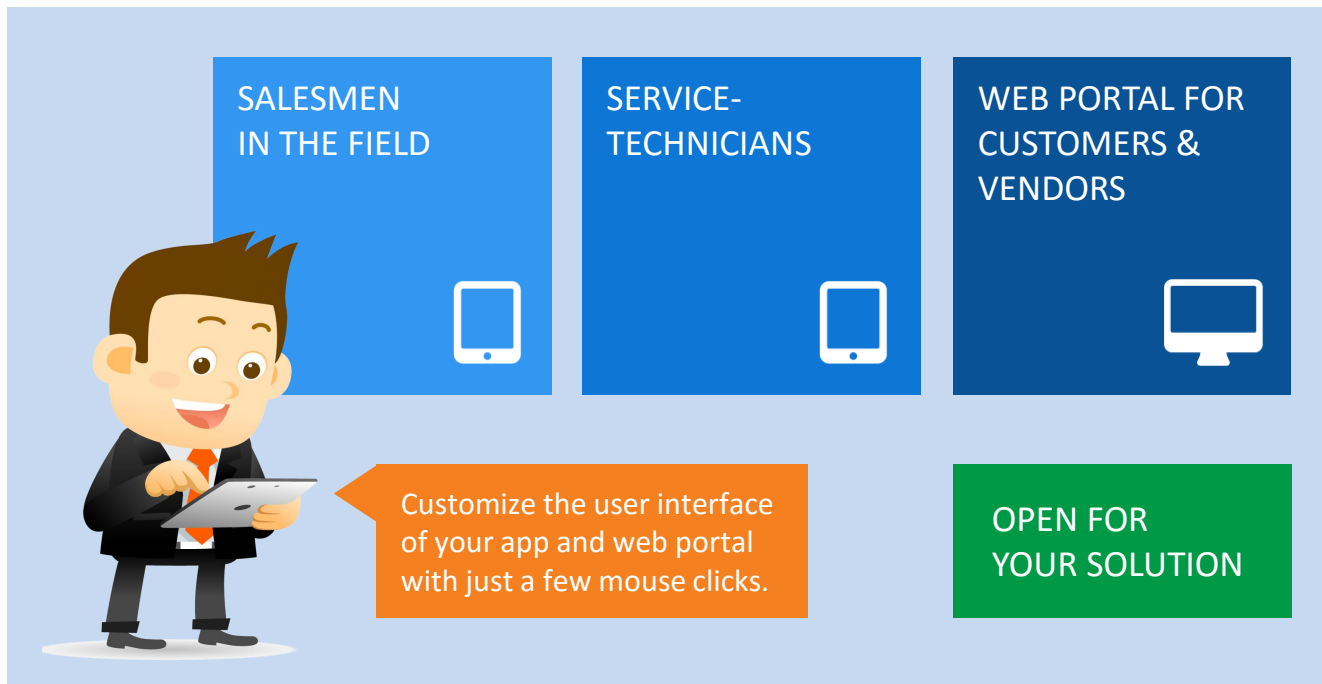 SALESMEN
IN THE FIELD
SERVICE-
TECHNICIANS
WEB PORTAL FOR
CUSTOMERS &
VENDORS
Customize the user interface
of your app and web portal
with just a few mouse clicks.
OPEN FOR
YOUR SOLUTION